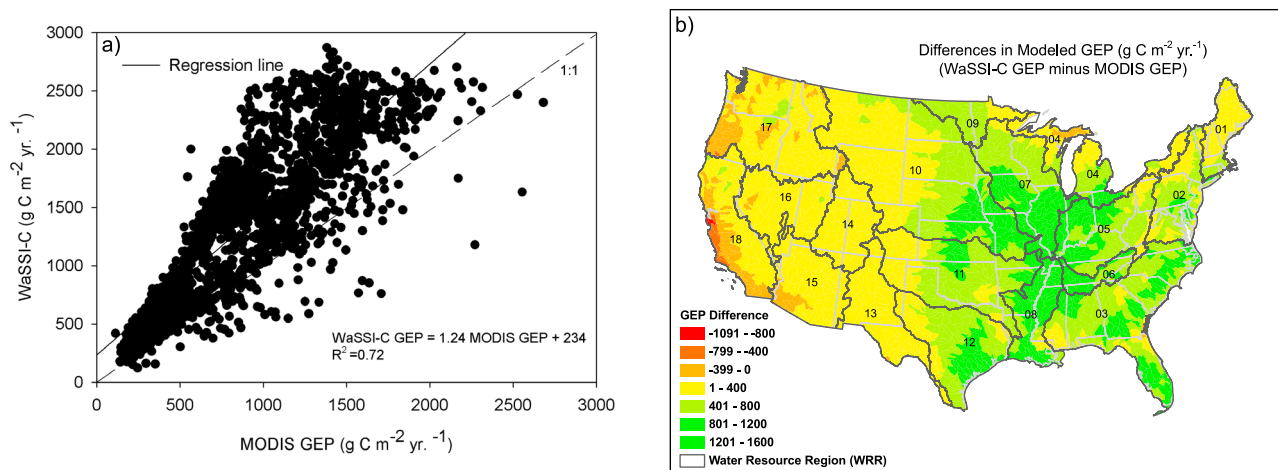 a)
Regression line
1:1
WaSSI-C GEP = 1.24 MODIS GEP + 234
R2 =0.72
WaSSI-C (g C m-2 yr. -1)
3000
2500
2000
1500
1000
500
0
0 500 1000 1500 2000 2500 3000
MODIS GEP (g C m-2 yr. -1)
b)
Differences in Modeled GEP (g C m-2 yr.-1)
(WaSSI-C GEP minus MODIS GEP)
17
09
04
01
10
04
07
02
16
14
05
18
15
11
06
13
08
03
12
GEP Difference
-1091 - -800
-799 - -400
-399 - 0
1 - 400
401 - 800
801 - 1200
1201 - 1600
Water Resource Region (WRR)